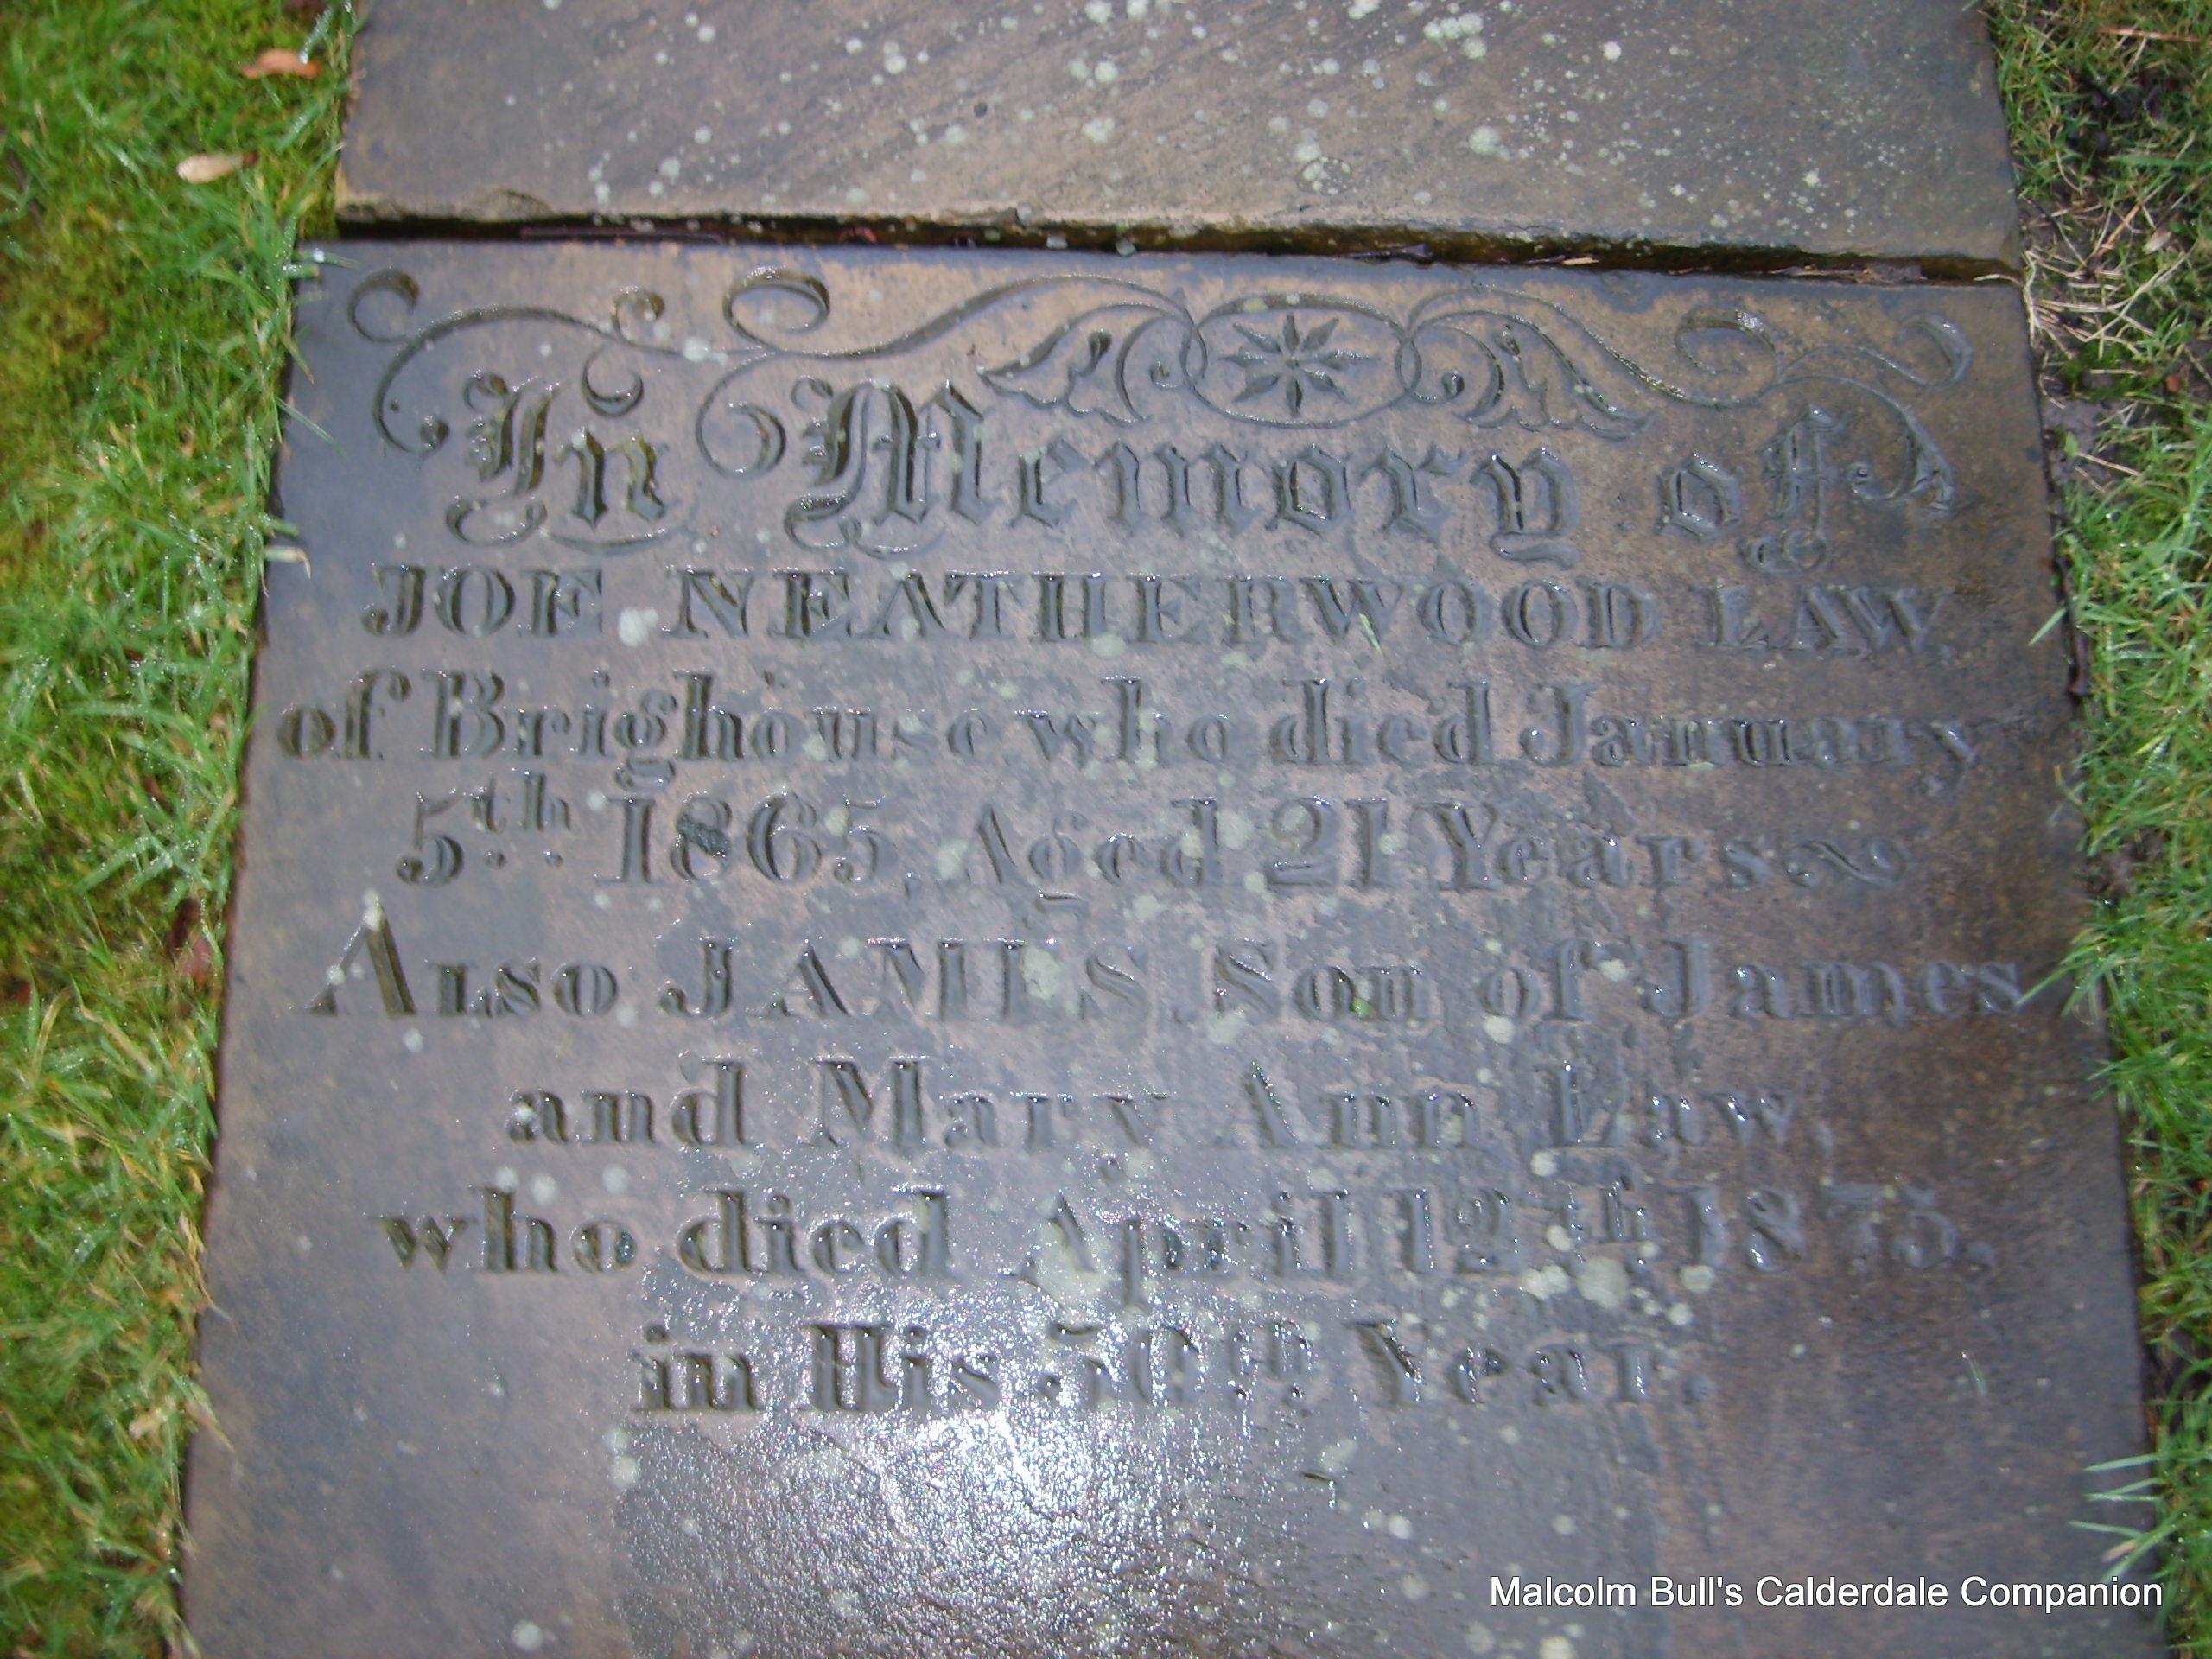 In Memory of
JOE NEATHERWOOD LAW,
of Brighouse who died January
5th 1865, Aged 21 Years
Also JAMES Son of James
and Mary Ann Law,
who died April 12th 1875,
in His 50th Year.
Malcolm Bull's Calderdale Companion